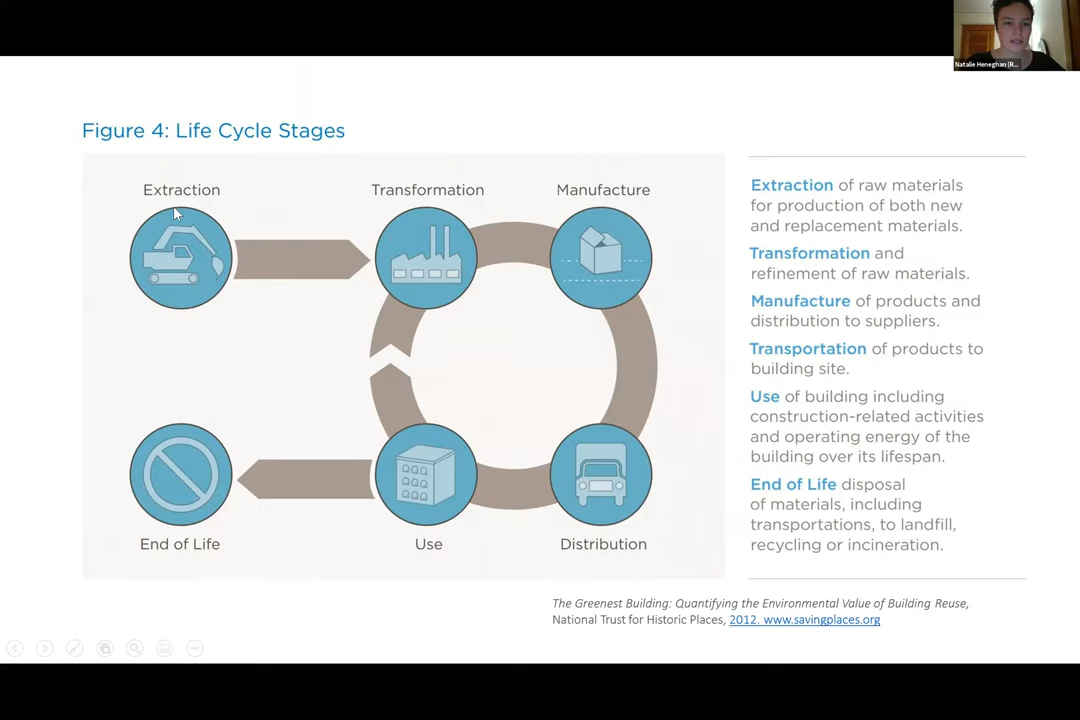 Natalie Heneghan (R...
Figure 4: Life Cycle Stages
Extraction
Transformation
Manufacture
End of Life
Use
Distribution
Extraction of raw materials
for production of both new
and replacement materials.
Transformation and
refinement of raw materials.
Manufacture of products and
distribution to suppliers.
Transportation of products to
building site.
Use of building including
construction-related activities
and operating energy of the
building over its lifespan.
End of Life disposal
of materials, including
transportations, to landfill,
recycling or incineration.
The Greenest Building: Quantifying the Environmental Value of Building Reuse,
National Trust for Historic Places, 2012. www.savingplaces.org